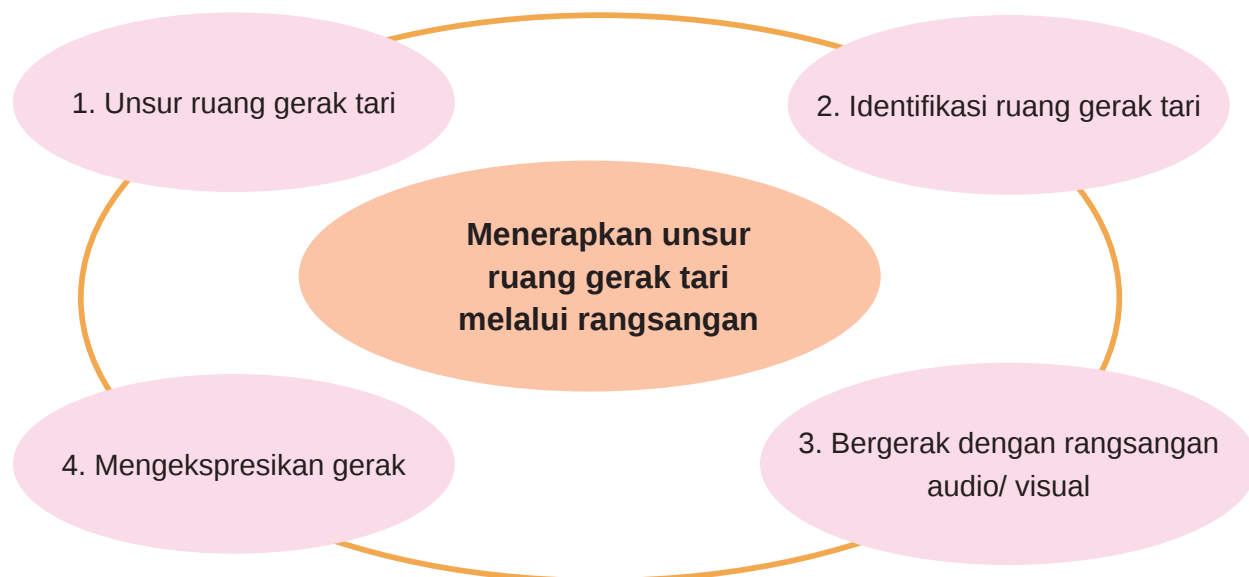 1. Unsur ruang gerak tari
2. Identifikasi ruang gerak tari
Menerapkan unsur
ruang gerak tari
melalui rangsangan
4. Mengekspresikan gerak
3. Bergerak dengan rangsangan
audio/ visual